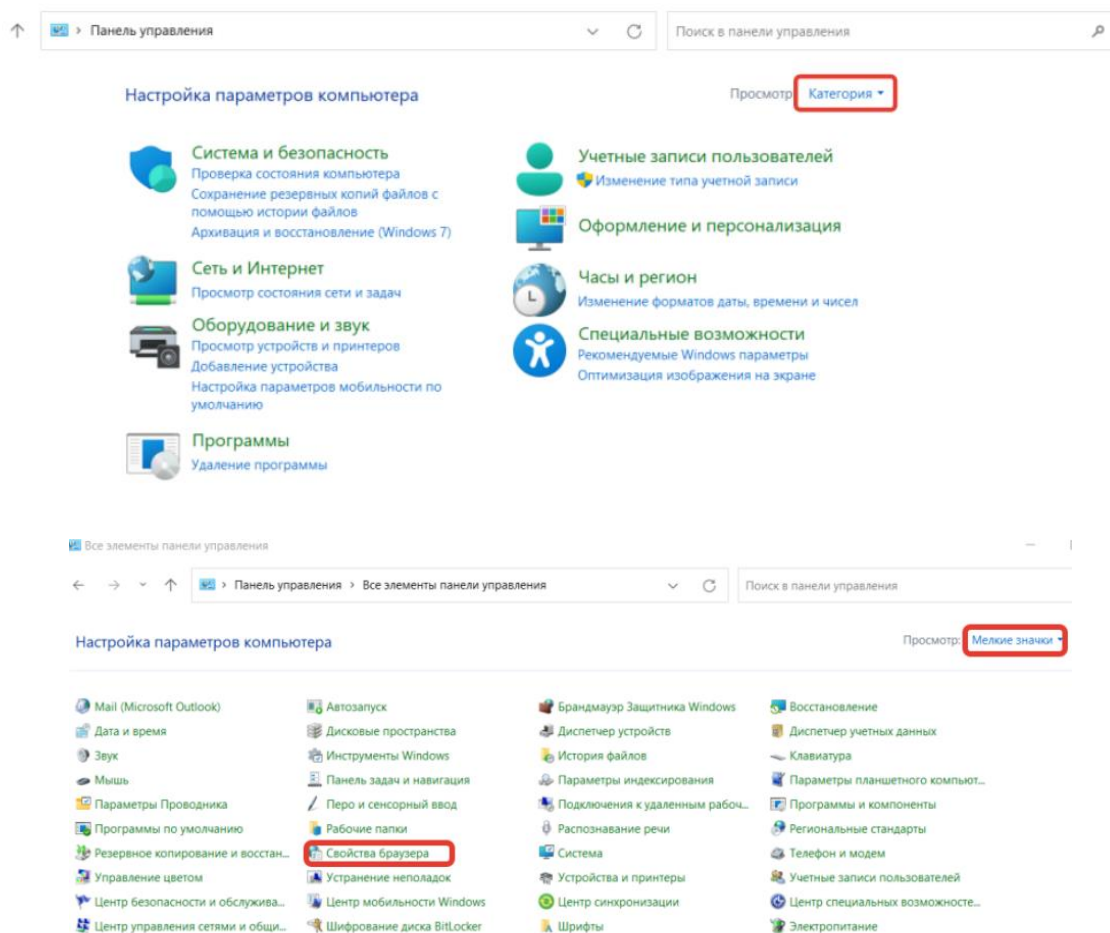 Панель управления
Поиск в панели управления
Настройка параметров компьютера
Просмотр
Категория
Система и безопасность
Проверка состояния компьютера
Сохранение резервных копий файлов с
помощью истории файлов
Архивация и восстановление (Windows 7)
Сеть и Интернет
Просмотр состояния сети и задач
Оборудование и звук
Просмотр устройств и принтеров
Добавление устройства
Настройка параметров мобильности по
умолчанию
Программы
Удаление программы
Учетные записи пользователей
Изменение типа учетной записи
Оформление и персонализация
Часы и регион
Изменение форматов даты, времени и чисел
Специальные возможности
Рекомендуемые Windows параметры
Оптимизация изображения на экране
Все элементы панели управления
Панель управления > Все элементы панели управления
Поиск в панели управления
Настройка параметров компьютера
Просмотр: Мелкие значки
Mail (Microsoft Outlook)
Автозапуск
Брандмауэр Защитника Windows
Восстановление
Дата и время
Дисковые пространства
Диспетчер устройств
Диспетчер учетных данных
Звук
Инструменты Windows
История файлов
Клавиатура
Мышь
Панель задач и навигация
Параметры индексирования
Параметры планшетного компьют...
Параметры Проводника
Перо и сенсорный ввод
Подключения к удаленным рабоч...
Программы и компоненты
Программы по умолчанию
Рабочие папки
Распознавание речи
Региональные стандарты
Резервное копирование и восстан...
Свойства браузера
Система
Телефон и модем
Управление цветом
Устранение неполадок
Устройства и принтеры
Учетные записи пользователей
Центр безопасности и обслужива...
Центр мобильности Windows
Центр синхронизации
Центр специальных возможносте...
Центр управления сетями и общи...
Шифрование диска BitLocker
Шрифты
Электропитание